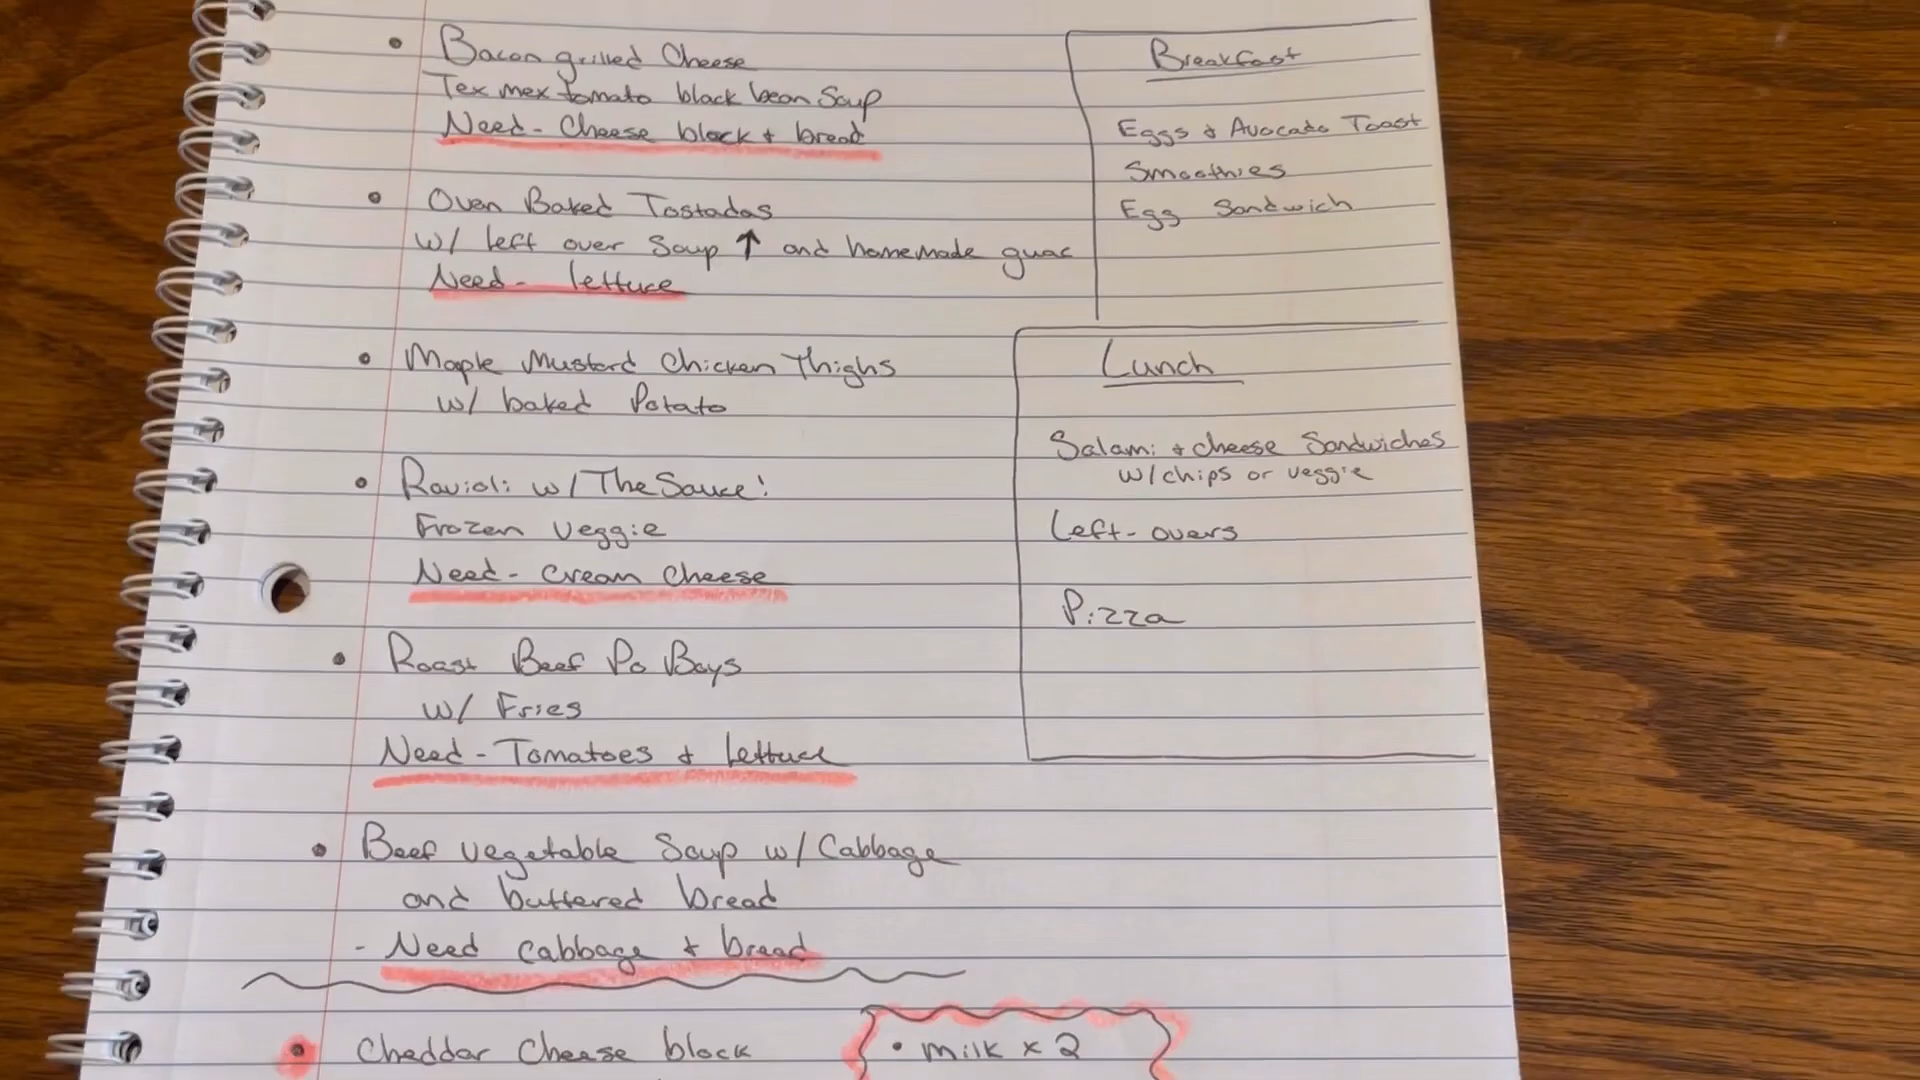 • Bacon grilled Cheese
Tex mex tomato black bean Soup
Need - Cheese block & bread
• Oven Baked Tostadas
w/ left over Soup ↑ and homemade guac
Need - lettuce
• Maple Mustard Chicken Thighs
w/ baked Potato
• Ravioli w/ The Sauce!
Frozen Veggie
Need - Cream Cheese
• Roast Beef Po Boys
w/ Fries
Need - Tomatoes & lettuce
• Beef vegetable Soup w/ Cabbage
and buttered bread
- Need cabbage & bread
• Cheddar Cheese block
• milk x 2
Breakfast
Eggs & Avocado Toast
Smoothies
Egg Sandwich
Lunch
Salami & cheese Sandwiches
w/ chips or veggie
Left-overs
Pizza